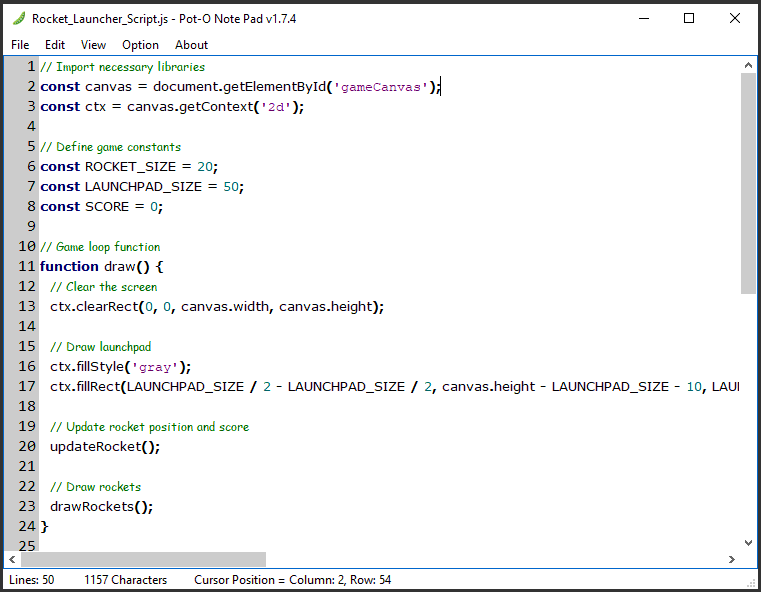 Rocket_Launcher_Script.js - Pot-O Note Pad v1.7.4
File Edit View Option About
1 // Import necessary libraries
2 const canvas = document.getElementById('gameCanvas');
3 const ctx = canvas.getContext('2d');
4
5 // Define game constants
6 const ROCKET_SIZE = 20;
7 const LAUNCHPAD_SIZE = 50;
8 const SCORE = 0;
9
10 // Game loop function
11 function draw() {
12 // Clear the screen
13 ctx.clearRect(0, 0, canvas.width, canvas.height);
14
15 // Draw launchpad
16 ctx.fillStyle('gray');
17 ctx.fillRect(LAUNCHPAD_SIZE / 2 - LAUNCHPAD_SIZE / 2, canvas.height - LAUNCHPAD_SIZE - 10, LAU
18
19 // Update rocket position and score
20 updateRocket();
21
22 // Draw rockets
23 drawRockets();
24 }
25
Lines: 50 1157 Characters Cursor Position = Column: 2, Row: 54